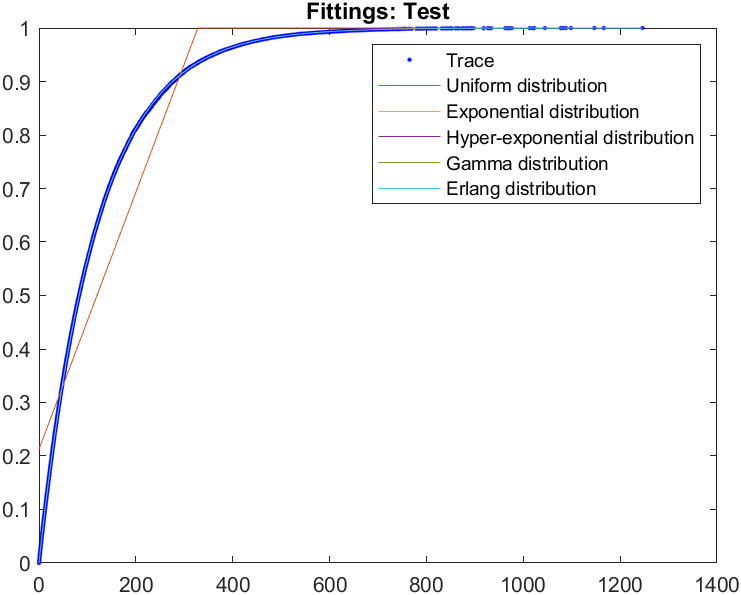 Fittings: Test
1
0.9
0.8
0.7
0.6
0.5
0.4
0.3
0.2
0.1
0
Trace
Uniform distribution
Exponential distribution
Hyper-exponential distribution
Gamma distribution
Erlang distribution
0 200 400 600 800 1000 1200 1400